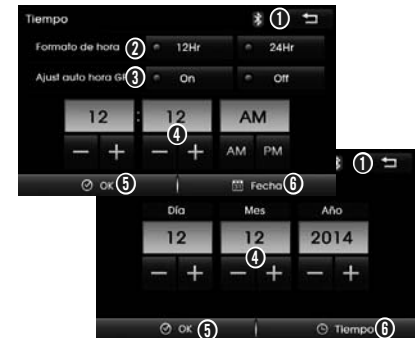 Tiempo ①
Formato de hora ② 12Hr 24Hr
Ajust auto hora GP ③ On Off
12 : 12 AM
④
− + − + AM PM
⑤ OK Fecha ⑥
①
Día Mes Año
12 12 2014
④
− + − + − +
OK ⑤ Tiempo ⑥